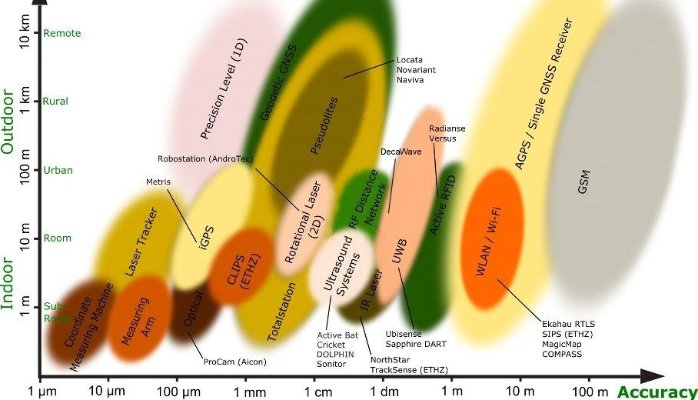 10 km
Remote
Outdoor
1 km
Rural
100 m
Urban
Indoor
10 m
Room
1 m
Sub
Precision Level (1D)
Geodetic GNSS
Pseudolites
Locata
Novariant
Naviva
AGPS / Single GNSS Receiver
GSM
Robostation (AndroTec)
Metris
DecaWave
Radianse
Versus
Laser Tracker
iGPS
CLIPS
(ETHZ)
Rotational Laser
(2D)
RF Distance
Network
Ultrasound
Systems
UWB
Active RFID
WLAN / Wi-Fi
Coordinate
Measuring Machine
Measuring
Arm
Optical
Totalstation
IR Laser
ProCam (Aicon)
Active Bat
Cricket
DOLPHIN
Sonitor
NorthStar
TrackSense (ETHZ)
Ubisense
Sapphire DART
Ekahau RTLS
SIPS (ETHZ)
MagicMap
COMPASS
1 µm
10 µm
100 µm
1 mm
1 cm
1 dm
1 m
10 m
100 m
Accuracy